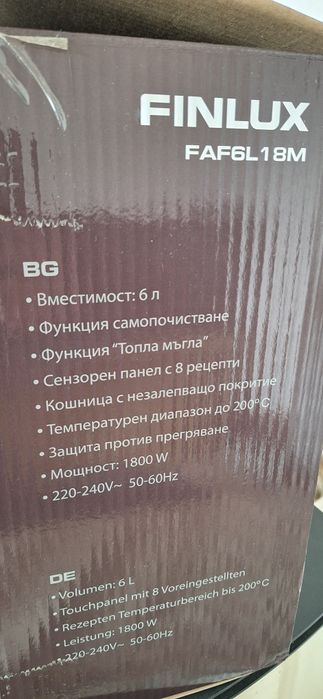 FINLUX
FAF6L18M
BG
• Вместимост: 6 л
• Функция самопочистване
• Функция "Топла мъгла"
• Сензорен панел с 8 рецепти
• Кошница с незалепващо покритие
• Температурен диапазон до 200°C
• Защита против прегряване
• Мощност: 1800 W
• 220-240V~ 50-60Hz
DE
• Volumen: 6 L
• Touchpanel mit 8 Voreingestellten
• Rezepten Temperaturbereich bis 200°C
• Leistung: 1800 W
• 220-240V~ 50-60Hz